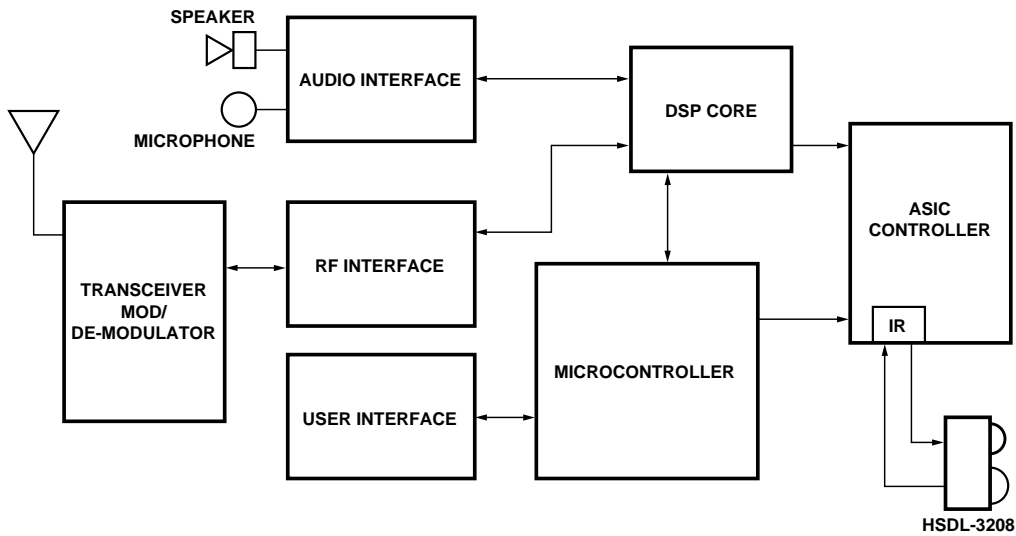 SPEAKER
AUDIO INTERFACE
MICROPHONE
DSP CORE
ASIC
CONTROLLER
RF INTERFACE
TRANSCEIVER
MOD/
DE-MODULATOR
IR
MICROCONTROLLER
USER INTERFACE
HSDL-3208